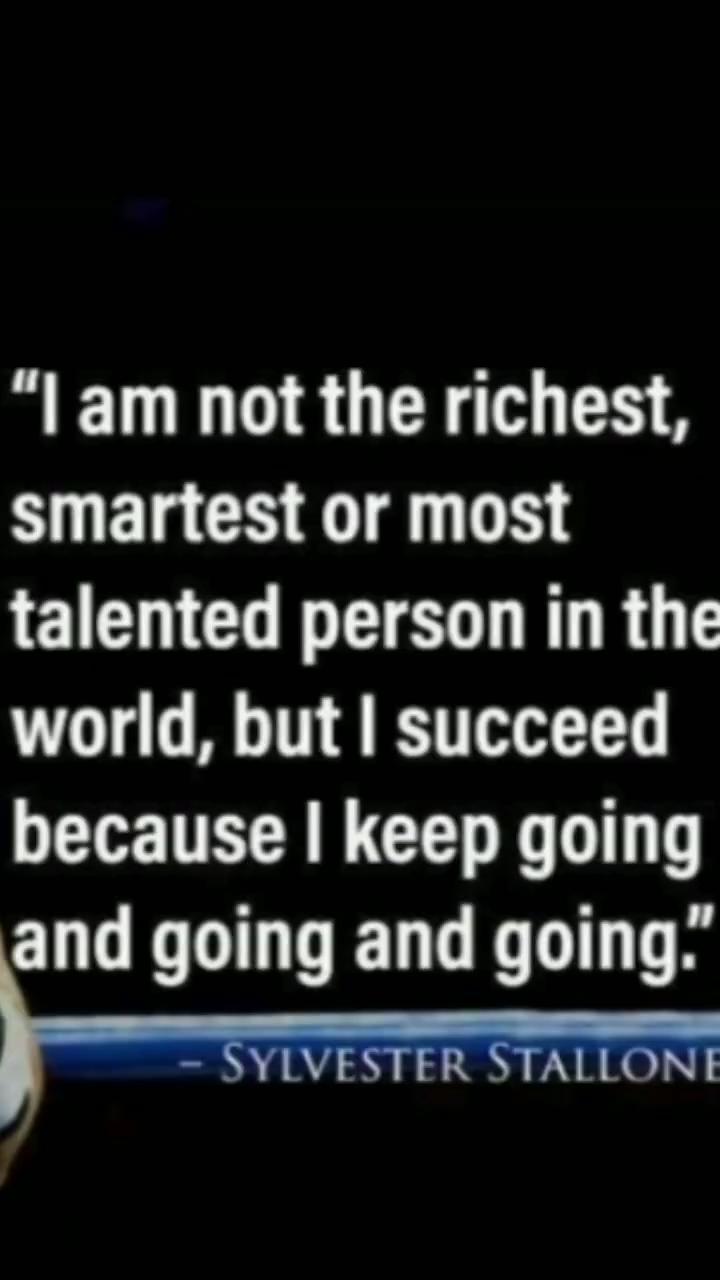 “I am not the richest,
smartest or most
talented person in the
world, but I succeed
because I keep going
and going and going.”
– SYLVESTER STALLONE